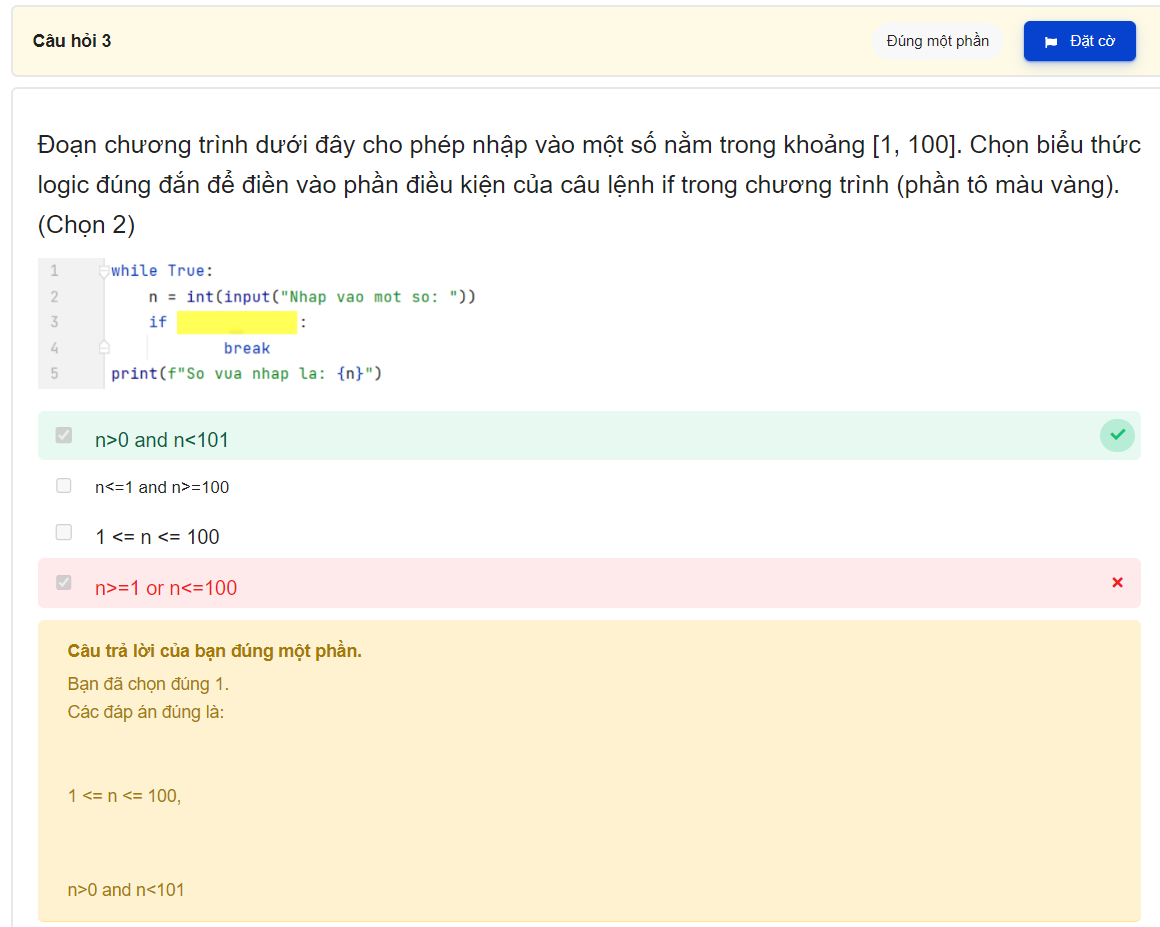 Câu hỏi 3
Đúng một phần
Đặt cờ
Đoạn chương trình dưới đây cho phép nhập vào một số nằm trong khoảng [1, 100]. Chọn biểu thức
logic đúng đắn để điền vào phần điều kiện của câu lệnh if trong chương trình (phần tô màu vàng).
(Chọn 2)
1 while True:
2 n = int(input("Nhap vao mot so: "))
3 if :
4 break
5 print(f"So vua nhap la: {n}")
n>0 and n<101
n<=1 and n>=100
1 <= n <= 100
n>=1 or n<=100
Câu trả lời của bạn đúng một phần.
Bạn đã chọn đúng 1.
Các đáp án đúng là:
1 <= n <= 100,
n>0 and n<101